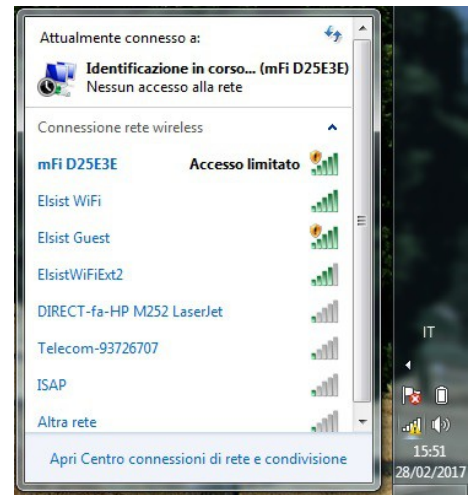 Attualmente connesso a:
Identificazione in corso... (mFi D25E3E)
Nessun accesso alla rete
Connessione rete wireless
mFi D25E3E Accesso limitato
Elsist WiFi
Elsist Guest
ElsistWiFiExt2
DIRECT-fa-HP M252 LaserJet
Telecom-93726707
ISAP
Altra rete
Apri Centro connessioni di rete e condivisione
IT
15:51
28/02/2017